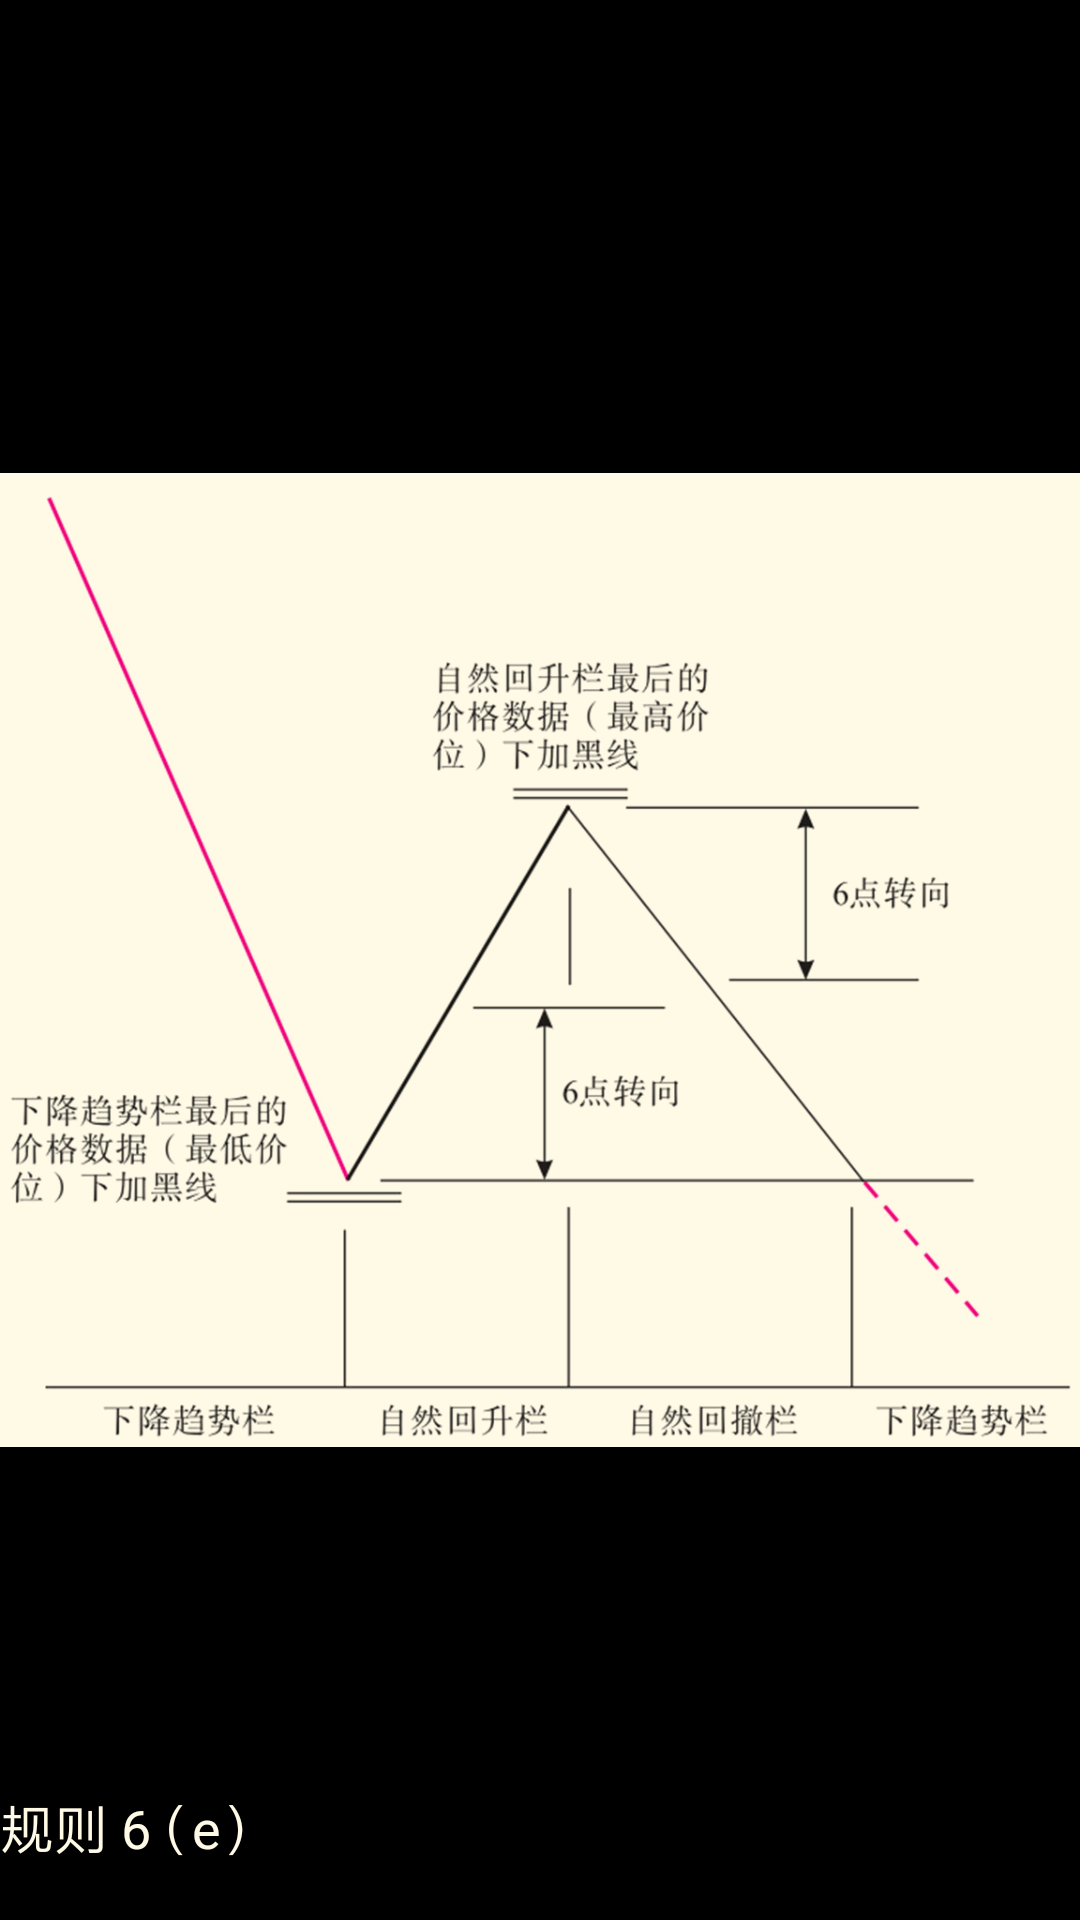 自然回升栏最后的
价格数据（最高价
位）下加黑线
6点转向
6点转向
下降趋势栏最后的
价格数据（最低价
位）下加黑线
下降趋势栏
自然回升栏
自然回撤栏
下降趋势栏
规则 6（e）